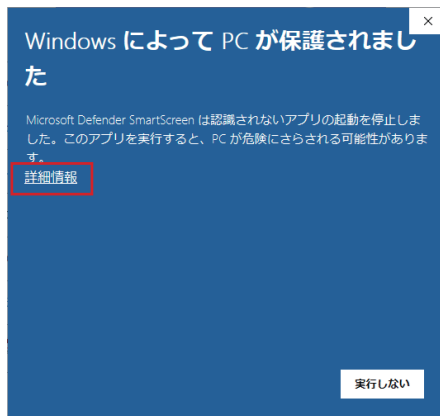 Windows によって PC が保護されまし
た
Microsoft Defender SmartScreen は認識されないアプリの起動を停止しま
した。このアプリを実行すると、PC が危険にさらされる可能性がありま
す。
詳細情報
実行しない